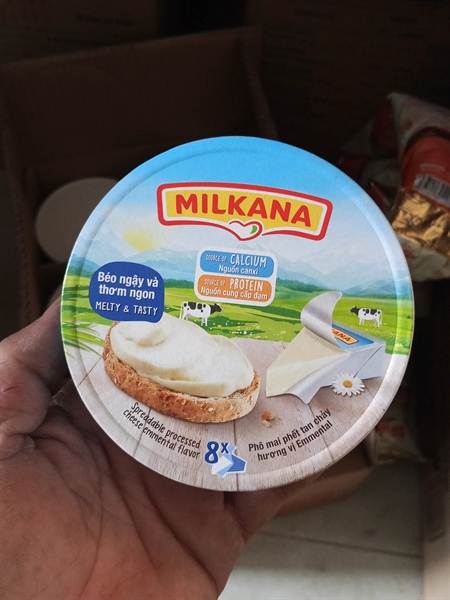 MILKANA
SOURCE OF CALCIUM
Nguồn canxi
SOURCE OF PROTEIN
Nguồn cung cấp đạm
Béo ngậy và
thơm ngon
MELTY & TASTY
Spreadable processed
cheese emmental flavor
8x
Phô mai phết tan chảy
hương vị Emmental